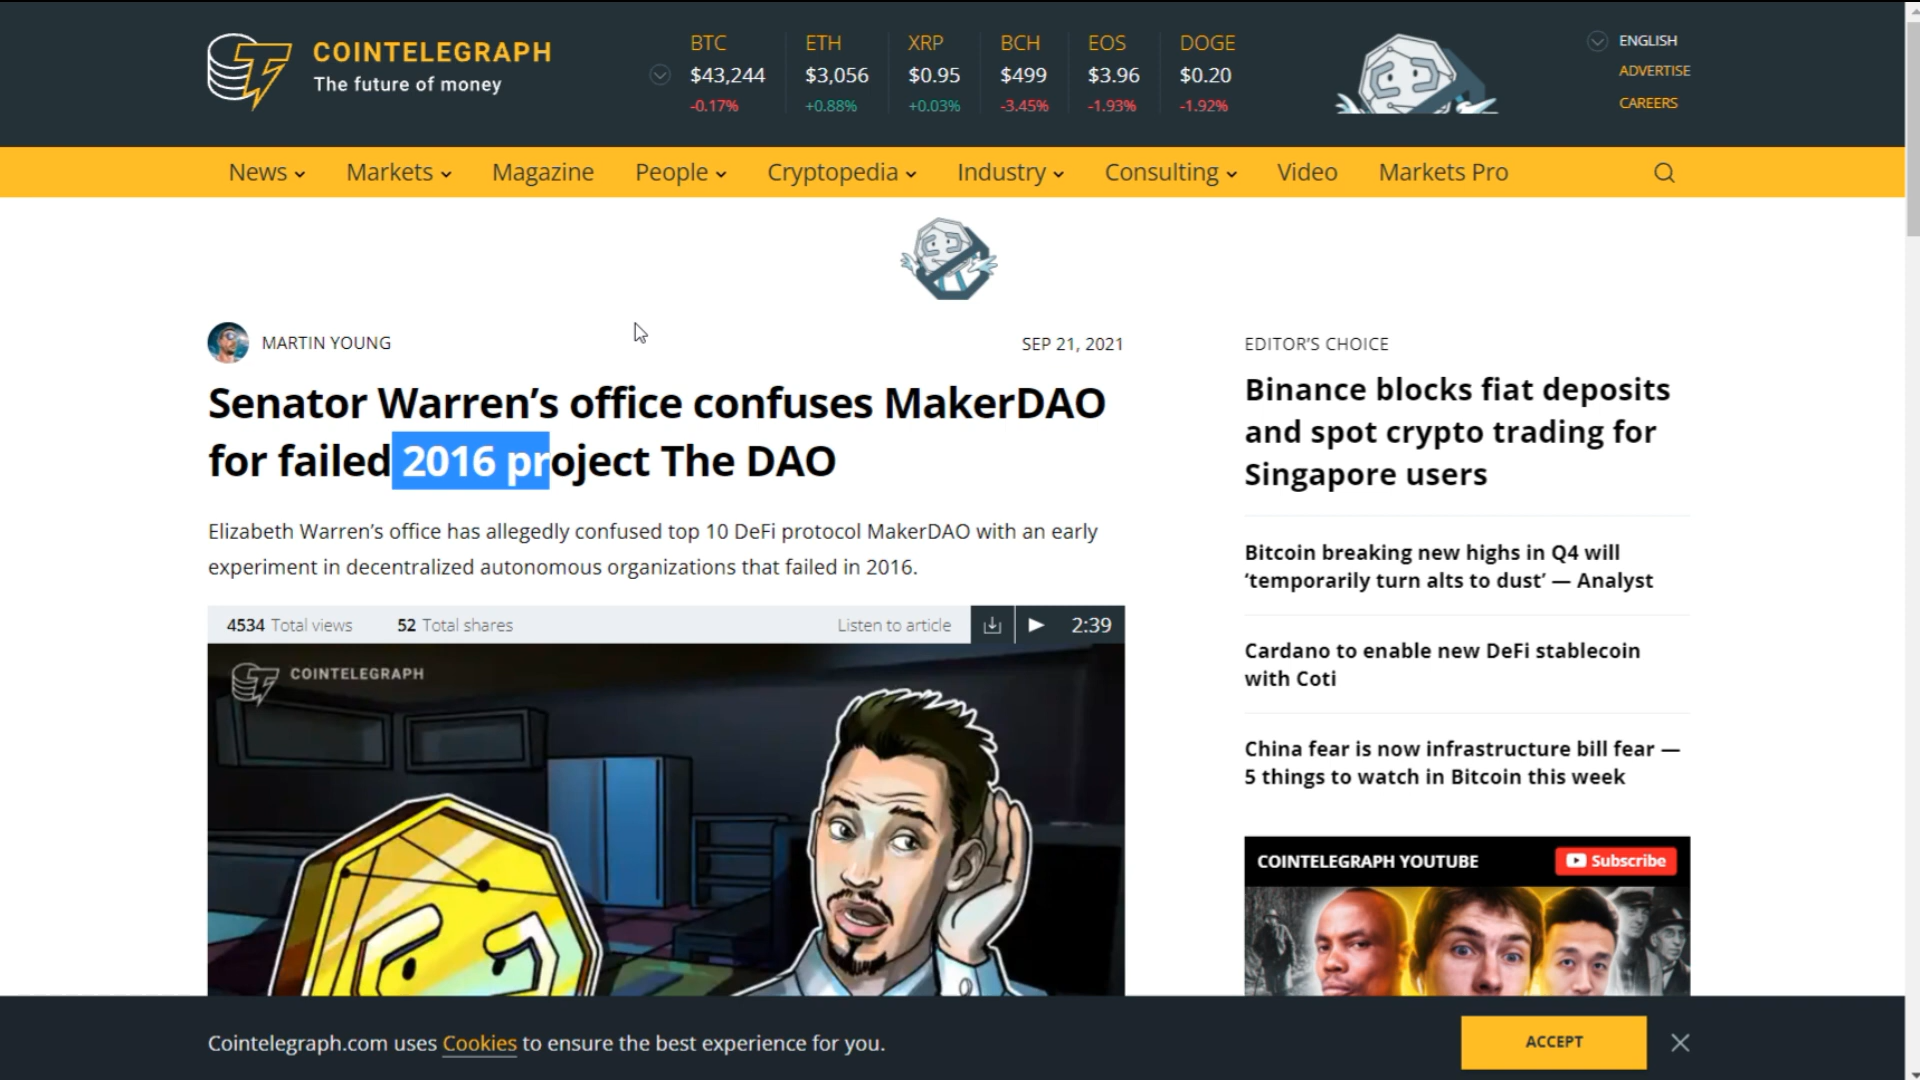 COINTELEGRAPH
The future of money
BTC
$43,244
-0.17%
ETH
$3,056
+0.88%
XRP
$0.95
+0.03%
BCH
$499
-3.45%
EOS
$3.96
-1.93%
DOGE
$0.20
-1.92%
ENGLISH
ADVERTISE
CAREERS
News
Markets
Magazine
People
Cryptopedia
Industry
Consulting
Video
Markets Pro
MARTIN YOUNG
SEP 21, 2021
Senator Warren’s office confuses MakerDAO
for failed 2016 project The DAO
Elizabeth Warren’s office has allegedly confused top 10 DeFi protocol MakerDAO with an early
experiment in decentralized autonomous organizations that failed in 2016.
4534 Total views
52 Total shares
Listen to article
2:39
COINTELEGRAPH
EDITOR’S CHOICE
Binance blocks fiat deposits
and spot crypto trading for
Singapore users
Bitcoin breaking new highs in Q4 will
‘temporarily turn alts to dust’ — Analyst
Cardano to enable new DeFi stablecoin
with Coti
China fear is now infrastructure bill fear —
5 things to watch in Bitcoin this week
COINTELEGRAPH YOUTUBE
Subscribe
Cointelegraph.com uses Cookies to ensure the best experience for you.
ACCEPT